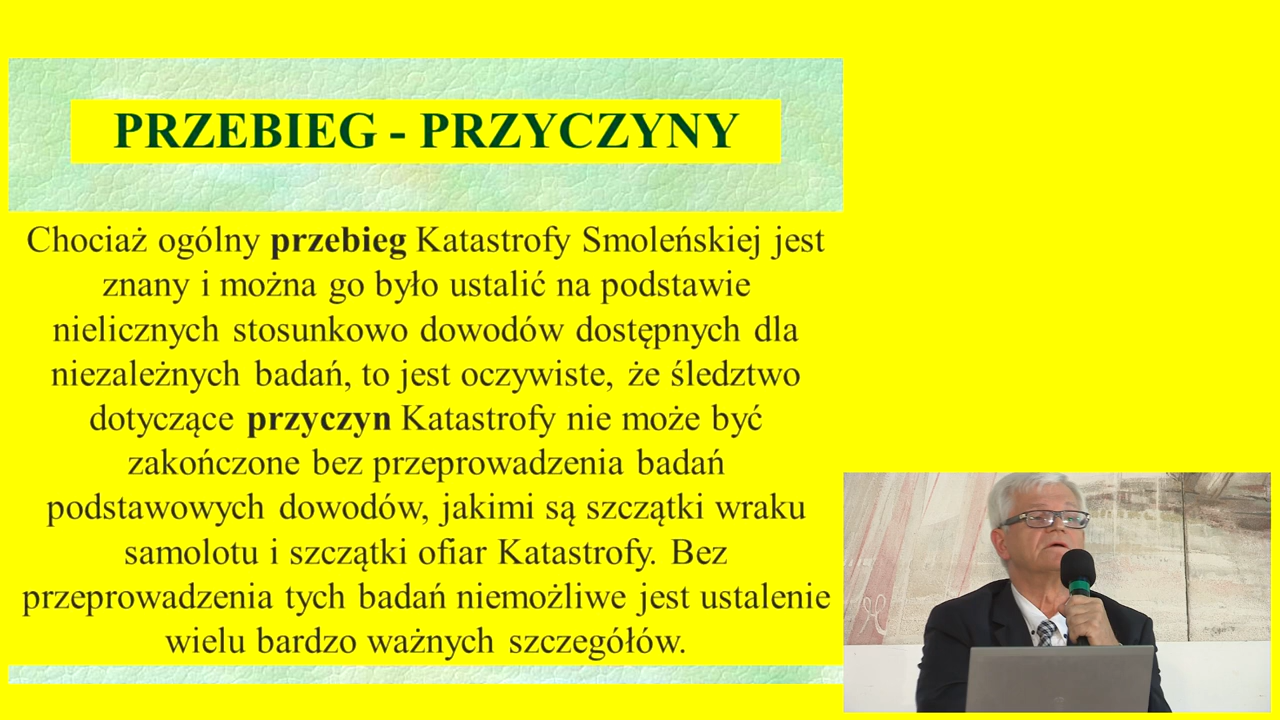 PRZEBIEG - PRZYCZYNY
Chociaż ogólny przebieg Katastrofy Smoleńskiej jest
znany i można go było ustalić na podstawie
nielicznych stosunkowo dowodów dostępnych dla
niezależnych badań, to jest oczywiste, że śledztwo
dotyczące przyczyn Katastrofy nie może być
zakończone bez przeprowadzenia badań
podstawowych dowodów, jakimi są szczątki wraku
samolotu i szczątki ofiar Katastrofy. Bez
przeprowadzenia tych badań niemożliwe jest ustalenie
wielu bardzo ważnych szczegółów.